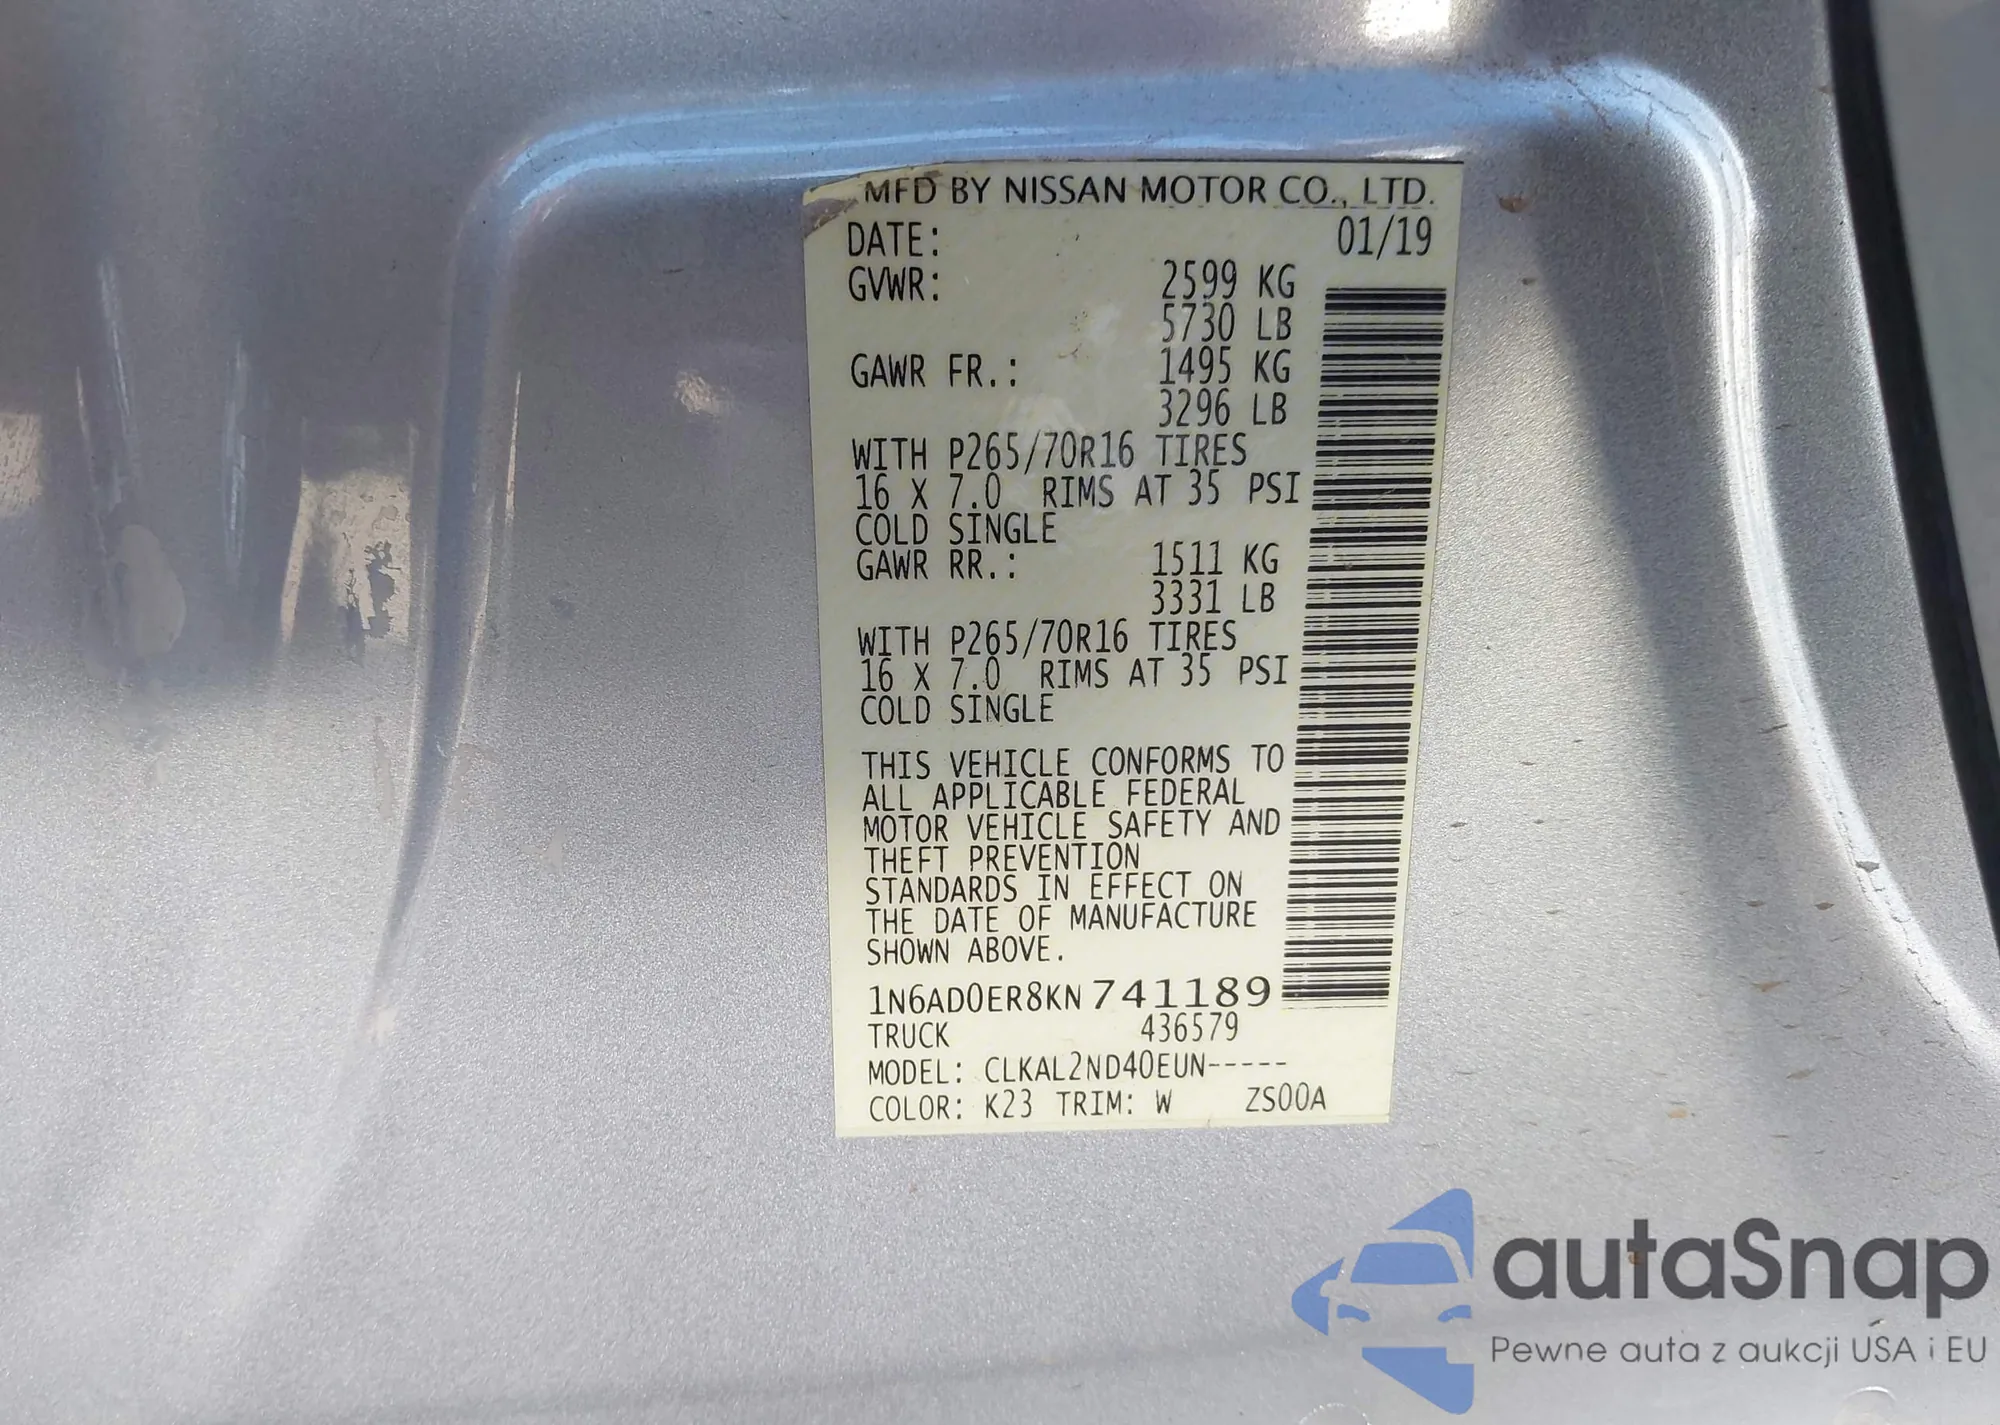 MFD BY NISSAN MOTOR CO., LTD.
DATE: 01/19
GVWR: 2599 KG
5730 LB
GAWR FR.: 1495 KG
3296 LB
WITH P265/70R16 TIRES
16 X 7.0 RIMS AT 35 PSI
COLD SINGLE
GAWR RR.: 1511 KG
3331 LB
WITH P265/70R16 TIRES
16 X 7.0 RIMS AT 35 PSI
COLD SINGLE
THIS VEHICLE CONFORMS TO
ALL APPLICABLE FEDERAL
MOTOR VEHICLE SAFETY AND
THEFT PREVENTION
STANDARDS IN EFFECT ON
THE DATE OF MANUFACTURE
SHOWN ABOVE.
1N6AD0ER8KN741189
TRUCK 436579
MODEL: CLKAL2ND40EUN-----
COLOR: K23 TRIM: W ZS00A
autaSnap
Pewne auta z aukcji USA i EU